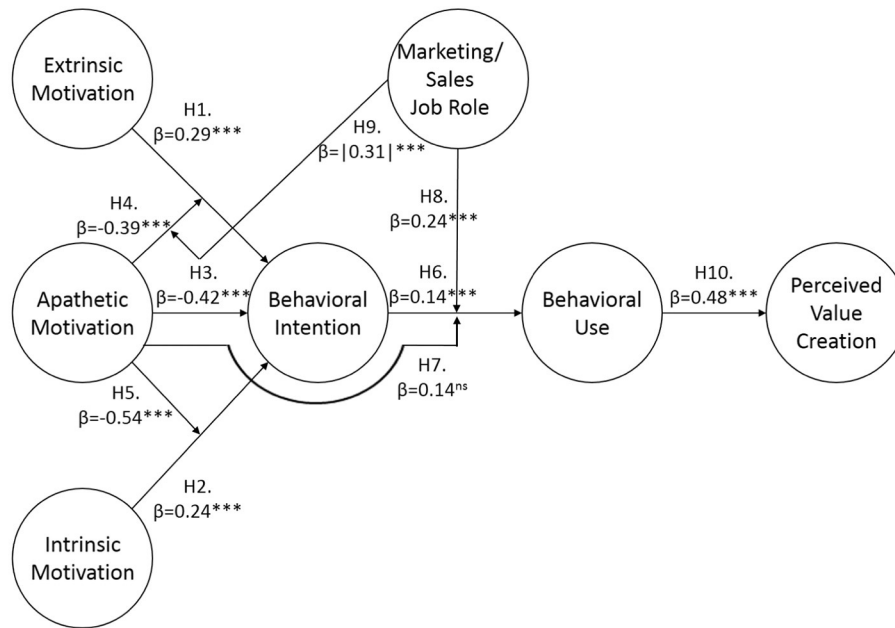 Extrinsic
Motivation
Marketing/
Sales
Job Role
H1.
β=0.29***
H9.
β=|0.31|***
H4.
β=-0.39***
H8.
β=0.24***
Apathetic
Motivation
H3.
β=-0.42***
Behavioral
Intention
H6.
β=0.14***
Behavioral
Use
H10.
β=0.48***
Perceived
Value
Creation
H5.
β=-0.54***
H7.
β=0.14ns
H2.
β=0.24***
Intrinsic
Motivation